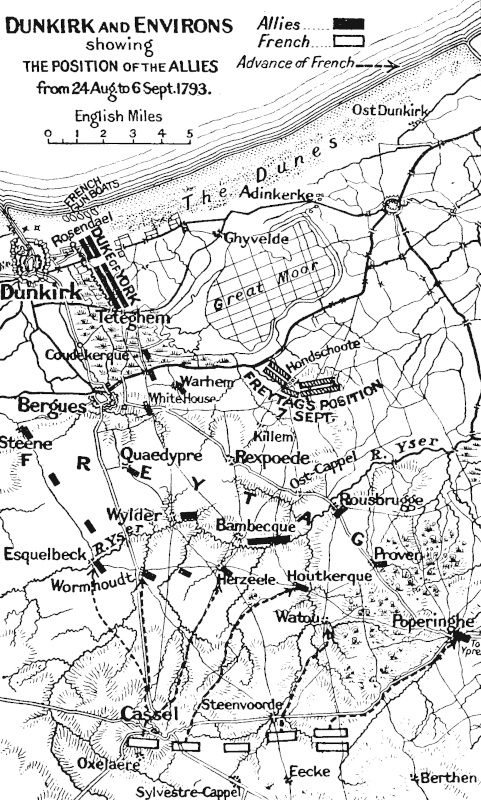 DUNKIRK AND ENVIRONS
showing
THE POSITION OF THE ALLIES
from 24 Aug. to 6 Sept. 1793.
English Miles
0 1 2 3 4 5
Allies
French
Advance of French
Ost Dunkirk
The Dunes
Adinkerke
FRENCH
GUN BOATS
Rosendael
DUKE OF YORK
Ghyvelde
Great Moor
Dunkirk
Teteghem
Coudekerque
Hondschoote
Warhem
White House
FREYTAG'S POSITION
7 SEPT.
Bergues
Steene
Killem
FREYTAG
Quaedypre
Rexpoede
Ost-Cappel
R. Yser
Rousbrugge
Wylder
Bambecque
R. Yser
Esquelbeck
Proven
Wormhoudt
Herzeele
Houtkerque
Watou
Poperinghe
To
Ypres
Steenvoorde
Cassel
Oxelaere
Eecke
Berthen
Sylvestre-Cappel